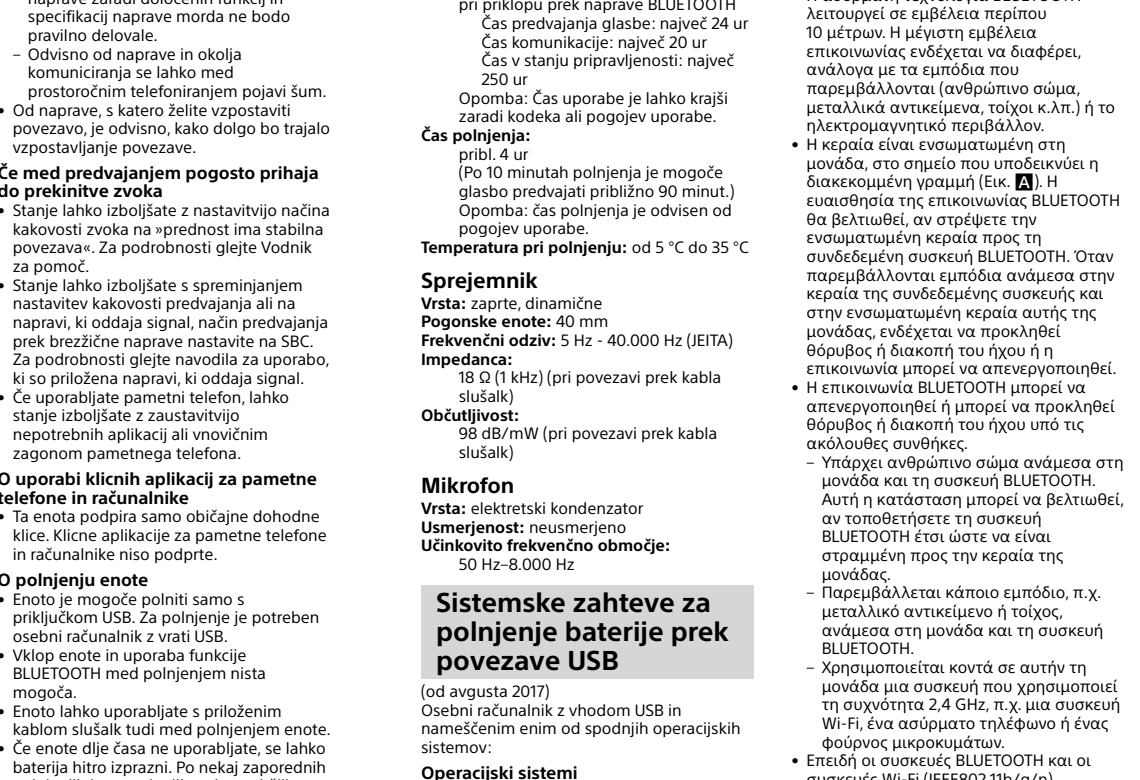 naprave zaradi določenih funkcij in
specifikacij naprave morda ne bodo
pravilno delovale.
– Odvisno od naprave in okolja
komuniciranja se lahko med
prostoročnim telefoniranjem pojavi šum.
• Od naprave, s katero želite vzpostaviti
povezavo, je odvisno, kako dolgo bo trajalo
vzpostavljanje povezave.
Če med predvajanjem pogosto prihaja
do prekinitve zvoka
• Stanje lahko izboljšate z nastavitvijo načina
kakovosti zvoka na »prednost ima stabilna
povezava«. Za podrobnosti glejte Vodnik
za pomoč.
• Stanje lahko izboljšate s spreminjanjem
nastavitev kakovosti predvajanja ali na
napravi, ki oddaja signal, način predvajanja
prek brezžične naprave nastavite na SBC.
Za podrobnosti glejte navodila za uporabo,
ki so priložena napravi, ki oddaja signal.
• Če uporabljate pametni telefon, lahko
stanje izboljšate z zaustavitvijo
nepotrebnih aplikacij ali vnovičnim
zagonom pametnega telefona.
O uporabi klicnih aplikacij za pametne
telefone in računalnike
• Ta enota podpira samo običajne dohodne
klice. Klicne aplikacije za pametne telefone
in računalnike niso podprte.
O polnjenju enote
• Enoto je mogoče polniti samo s
priključkom USB. Za polnjenje je potreben
osebni računalnik z vrati USB.
• Vklop enote in uporaba funkcije
BLUETOOTH med polnjenjem nista
mogoča.
• Enoto lahko uporabljate s priloženim
kablom slušalk tudi med polnjenjem enote.
• Če enote dlje časa ne uporabljate, se lahko
baterija hitro izprazni. Po nekaj zaporednih
pri priklopu prek naprave BLUETOOTH
Čas predvajanja glasbe: največ 24 ur
Čas komunikacije: največ 20 ur
Čas v stanju pripravljenosti: največ
250 ur
Opomba: Čas uporabe je lahko krajši
zaradi kodeka ali pogojev uporabe.
Čas polnjenja:
pribl. 4 ur
(Po 10 minutah polnjenja je mogoče
glasbo predvajati približno 90 minut.)
Opomba: čas polnjenja je odvisen od
pogojev uporabe.
Temperatura pri polnjenju: od 5 °C do 35 °C
Sprejemnik
Vrsta: zaprte, dinamične
Pogonske enote: 40 mm
Frekvenčni odziv: 5 Hz - 40.000 Hz (JEITA)
Impedanca:
18 Ω (1 kHz) (pri povezavi prek kabla
slušalk)
Občutljivost:
98 dB/mW (pri povezavi prek kabla
slušalk)
Mikrofon
Vrsta: elektretski kondenzator
Usmerjenost: neusmerjeno
Učinkovito frekvenčno območje:
50 Hz–8.000 Hz
Sistemske zahteve za
polnjenje baterije prek
povezave USB
(od avgusta 2017)
Osebni računalnik z vhodom USB in
nameščenim enim od spodnjih operacijskih
sistemov:
Operacijski sistemi
λειτουργεί σε εμβέλεια περίπου
10 μέτρων. Η μέγιστη εμβέλεια
επικοινωνίας ενδέχεται να διαφέρει,
ανάλογα με τα εμπόδια που
παρεμβάλλονται (ανθρώπινο σώμα,
μεταλλικά αντικείμενα, τοίχοι κ.λπ.) ή το
ηλεκτρομαγνητικό περιβάλλον.
• Η κεραία είναι ενσωματωμένη στη
μονάδα, στο σημείο που υποδεικνύει η
διακεκομμένη γραμμή (Εικ. A). Η
ευαισθησία της επικοινωνίας BLUETOOTH
θα βελτιωθεί, αν στρέψετε την
ενσωματωμένη κεραία προς τη
συνδεδεμένη συσκευή BLUETOOTH. Όταν
παρεμβάλλονται εμπόδια ανάμεσα στην
κεραία της συνδεδεμένης συσκευής και
στην ενσωματωμένη κεραία αυτής της
μονάδας, ενδέχεται να προκληθεί
θόρυβος ή διακοπή του ήχου ή η
επικοινωνία μπορεί να απενεργοποιηθεί.
• Η επικοινωνία BLUETOOTH μπορεί να
απενεργοποιηθεί ή μπορεί να προκληθεί
θόρυβος ή διακοπή του ήχου υπό τις
ακόλουθες συνθήκες.
– Υπάρχει ανθρώπινο σώμα ανάμεσα στη
μονάδα και τη συσκευή BLUETOOTH.
Αυτή η κατάσταση μπορεί να βελτιωθεί,
αν τοποθετήσετε τη συσκευή
BLUETOOTH έτσι ώστε να είναι
στραμμένη προς την κεραία της
μονάδας.
– Παρεμβάλλεται κάποιο εμπόδιο, π.χ.
μεταλλικό αντικείμενο ή τοίχος,
ανάμεσα στη μονάδα και τη συσκευή
BLUETOOTH.
– Χρησιμοποιείται κοντά σε αυτήν τη
μονάδα μια συσκευή που χρησιμοποιεί
τη συχνότητα 2,4 GHz, π.χ. μια συσκευή
Wi-Fi, ένα ασύρματο τηλέφωνο ή ένας
φούρνος μικροκυμάτων.
• Επειδή οι συσκευές BLUETOOTH και οι
συσκευές Wi-Fi (IEEE802.11b/g/n)